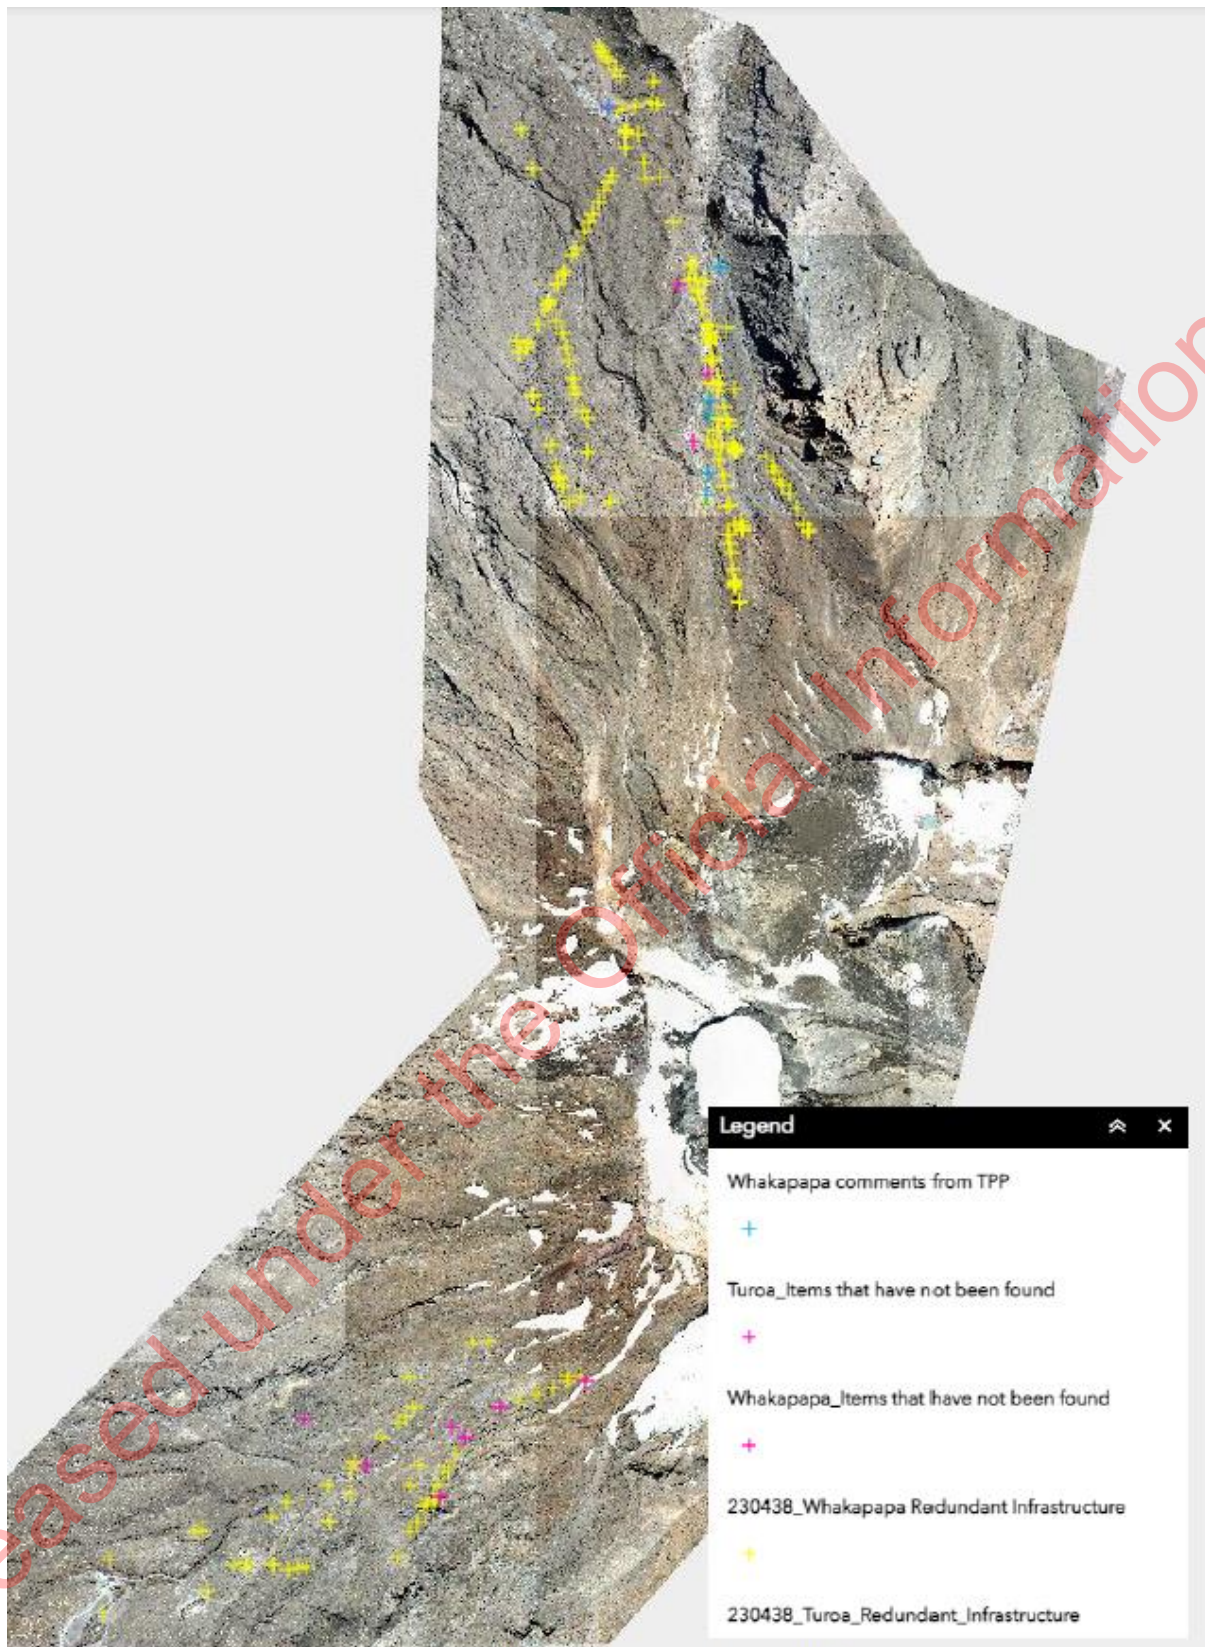 eased under the Official Information
Legend
Whakapapa comments from TPP
Turoa_Items that have not been found
Whakapapa_Items that have not been found
230438_Whakapapa Redundant Infrastructure
230438_Turoa_Redundant_Infrastructure